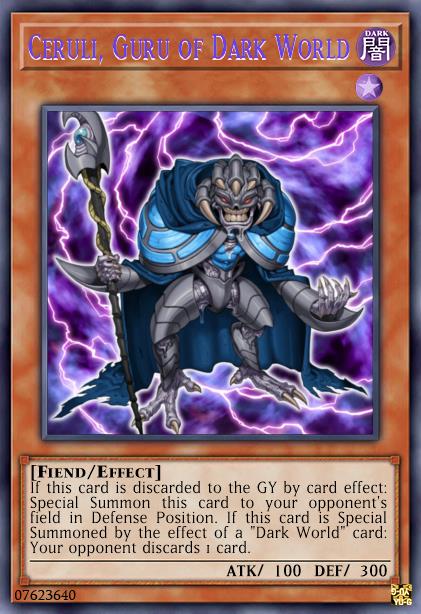 Ceruli, Guru of Dark World
DARK
闇
[Fiend/Effect]
If this card is discarded to the GY by card effect:
Special Summon this card to your opponent's
field in Defense Position. If this card is Special
Summoned by the effect of a "Dark World" card:
Your opponent discards 1 card.
ATK/ 100 DEF/ 300
07623640